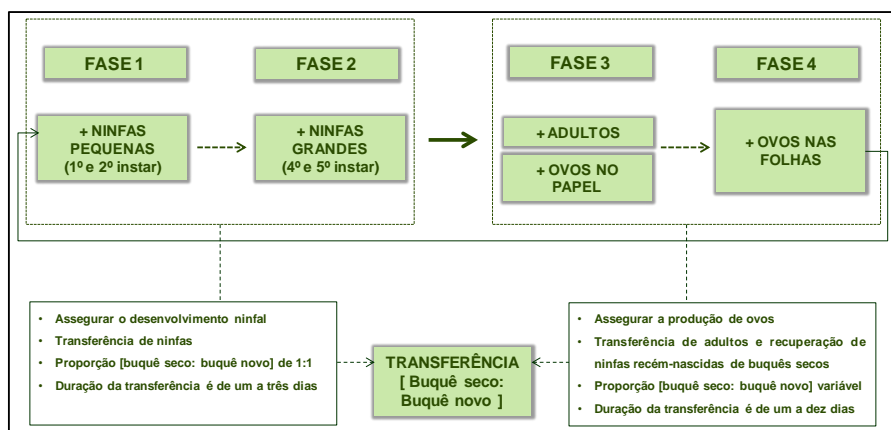 FASE 1
FASE 2
FASE 3
FASE 4
+ NINFAS
PEQUENAS
(1º e 2º instar)
+ NINFAS
GRANDES
(4º e 5º instar)
+ ADULTOS
+ OVOS NO
PAPEL
+ OVOS NAS
FOLHAS
• Assegurar o desenvolvimento ninfal
• Transferência de ninfas
• Proporção [buquê seco: buquê novo] de 1:1
• Duração da transferência é de um a três dias
TRANSFERÊNCIA
[ Buquê seco:
Buquê novo ]
• Assegurar a produção de ovos
• Transferência de adultos e recuperação de
ninfas recém-nascidas de buquês secos
• Proporção [buquê seco: buquê novo] variável
• Duração da transferência é de um a dez dias